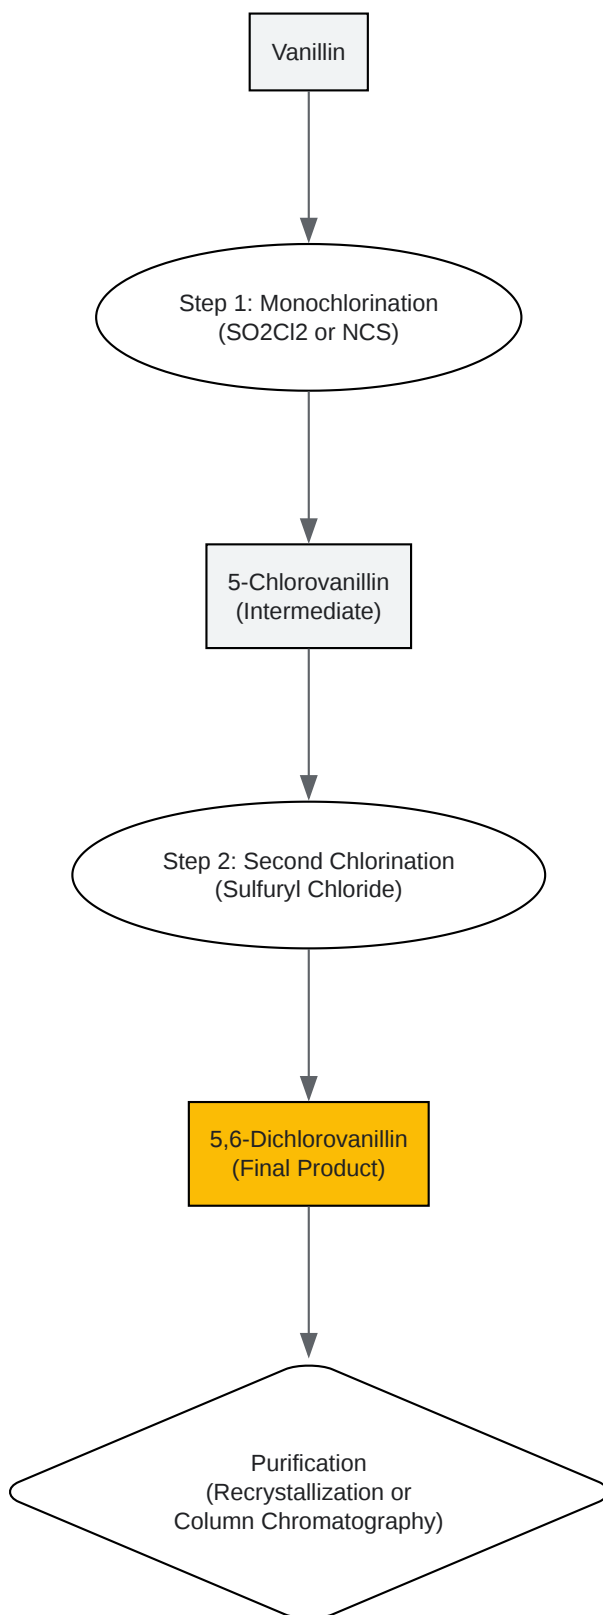 Vanillin
Step 1: Monochlorination
(SO2Cl2 or NCS)
5-Chlorovanillin
(Intermediate)
Step 2: Second Chlorination
(Sulfuryl Chloride)
5,6-Dichlorovanillin
(Final Product)
Purification
(Recrystallization or
Column Chromatography)